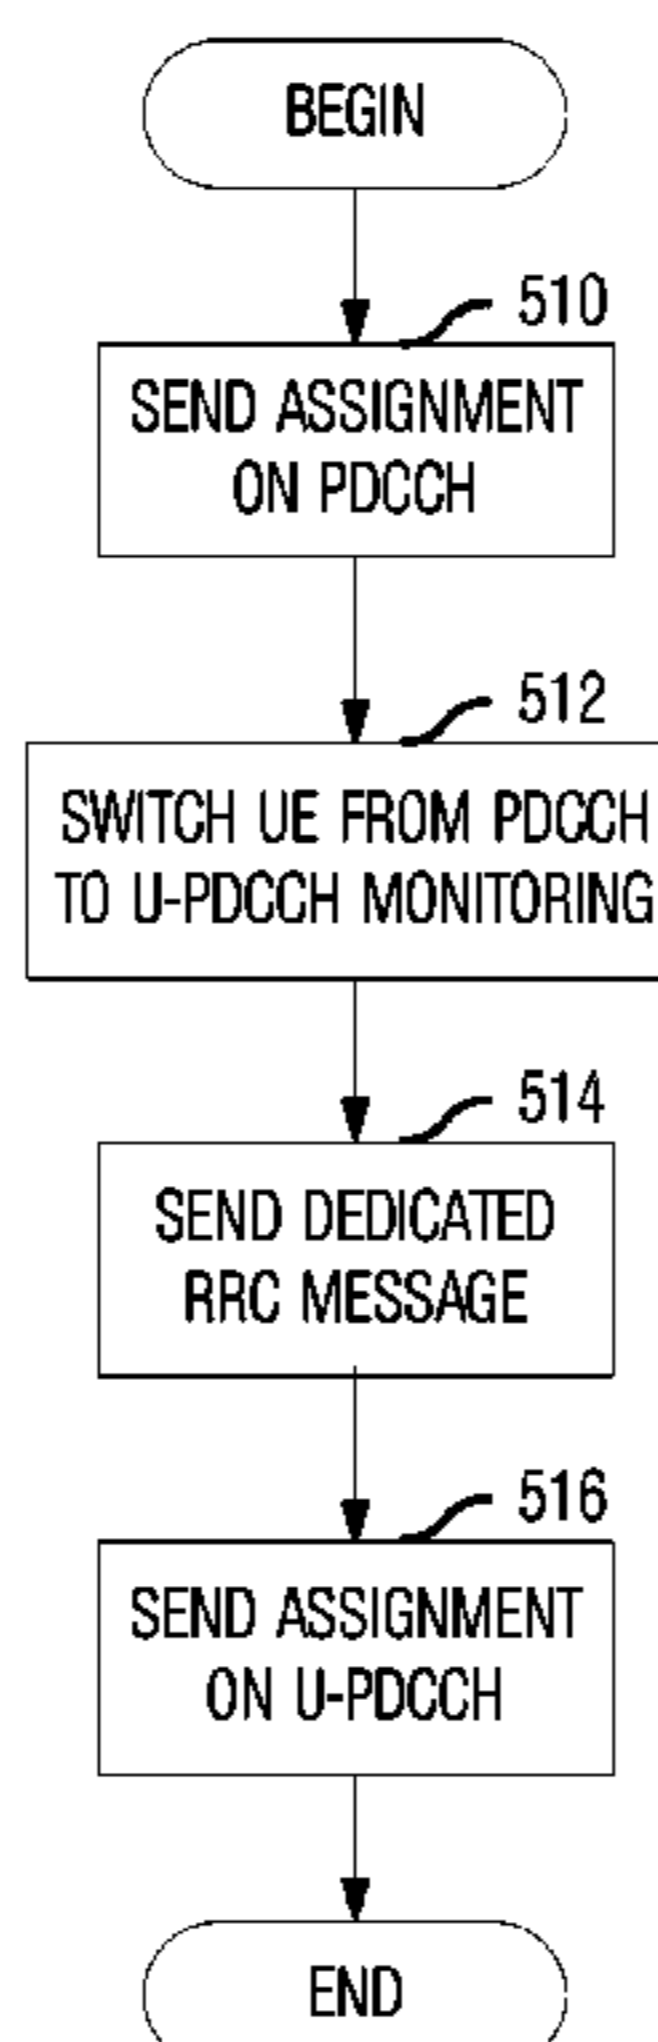 BEGIN
510
SEND ASSIGNMENT
ON PDCCH
512
SWITCH UE FROM PDCCH
TO U-PDCCH MONITORING
514
SEND DEDICATED
RRC MESSAGE
516
SEND ASSIGNMENT
ON U-PDCCH
END